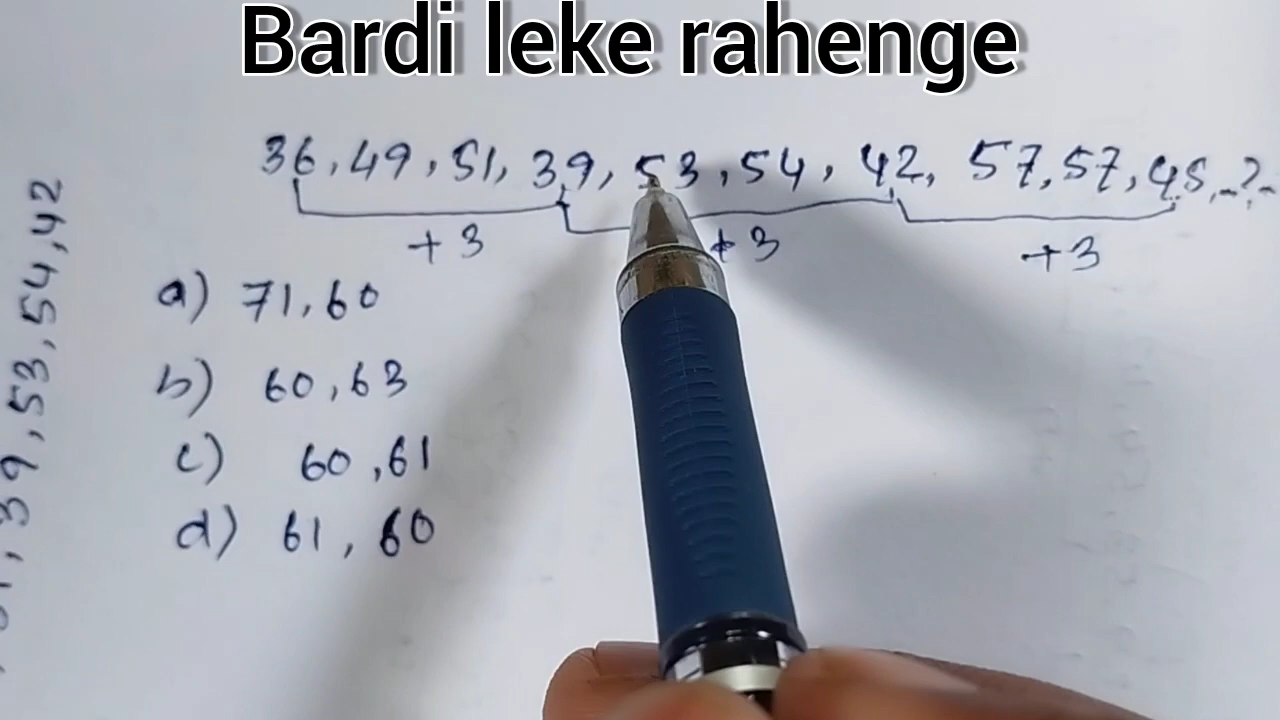 Bardi leke rahenge
36, 49, 51, 39, 53, 54, 42, 57, 57, 45, -?-
+3 +3 +3
a) 71, 60
b) 60, 63
c) 60, 61
d) 61, 60
, 39, 53, 54, 42